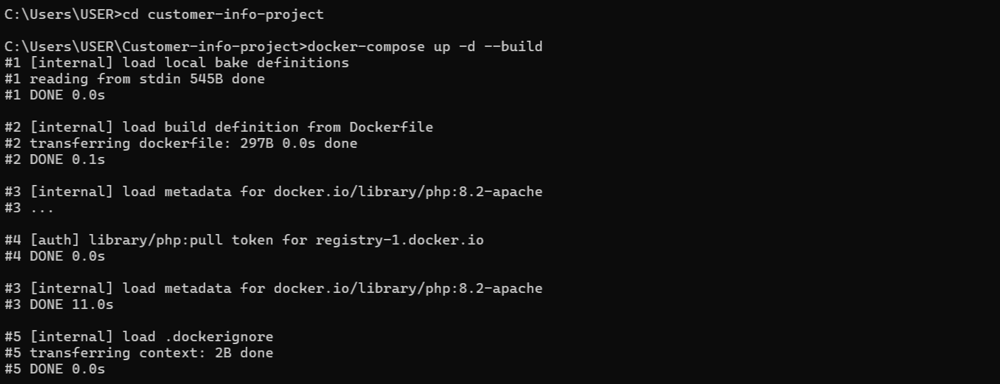 C:\Users\USER>cd customer-info-project
C:\Users\USER\Customer-info-project>docker-compose up -d --build
#1 [internal] load local bake definitions
#1 reading from stdin 545B done
#1 DONE 0.0s
#2 [internal] load build definition from Dockerfile
#2 transferring dockerfile: 297B 0.0s done
#2 DONE 0.1s
#3 [internal] load metadata for docker.io/library/php:8.2-apache
#3 ...
#4 [auth] library/php:pull token for registry-1.docker.io
#4 DONE 0.0s
#3 [internal] load metadata for docker.io/library/php:8.2-apache
#3 DONE 11.0s
#5 [internal] load .dockerignore
#5 transferring context: 2B done
#5 DONE 0.0s